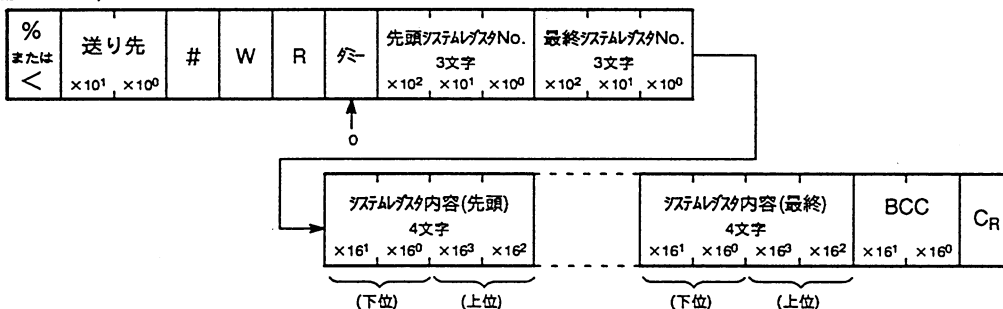 %
または
<
送り先
×10¹ ×10⁰
#
W
R
ダミー
0
先頭システムレジスタNo.
3文字
×10² ×10¹ ×10⁰
最終システムレジスタNo.
3文字
×10² ×10¹ ×10⁰
システムレジスタ内容(先頭)
4文字
×16¹ ×16⁰ ×16³ ×16²
(下位) (上位)
システムレジスタ内容(最終)
4文字
×16¹ ×16⁰ ×16³ ×16²
(下位) (上位)
BCC
×16¹ ×16⁰
CR